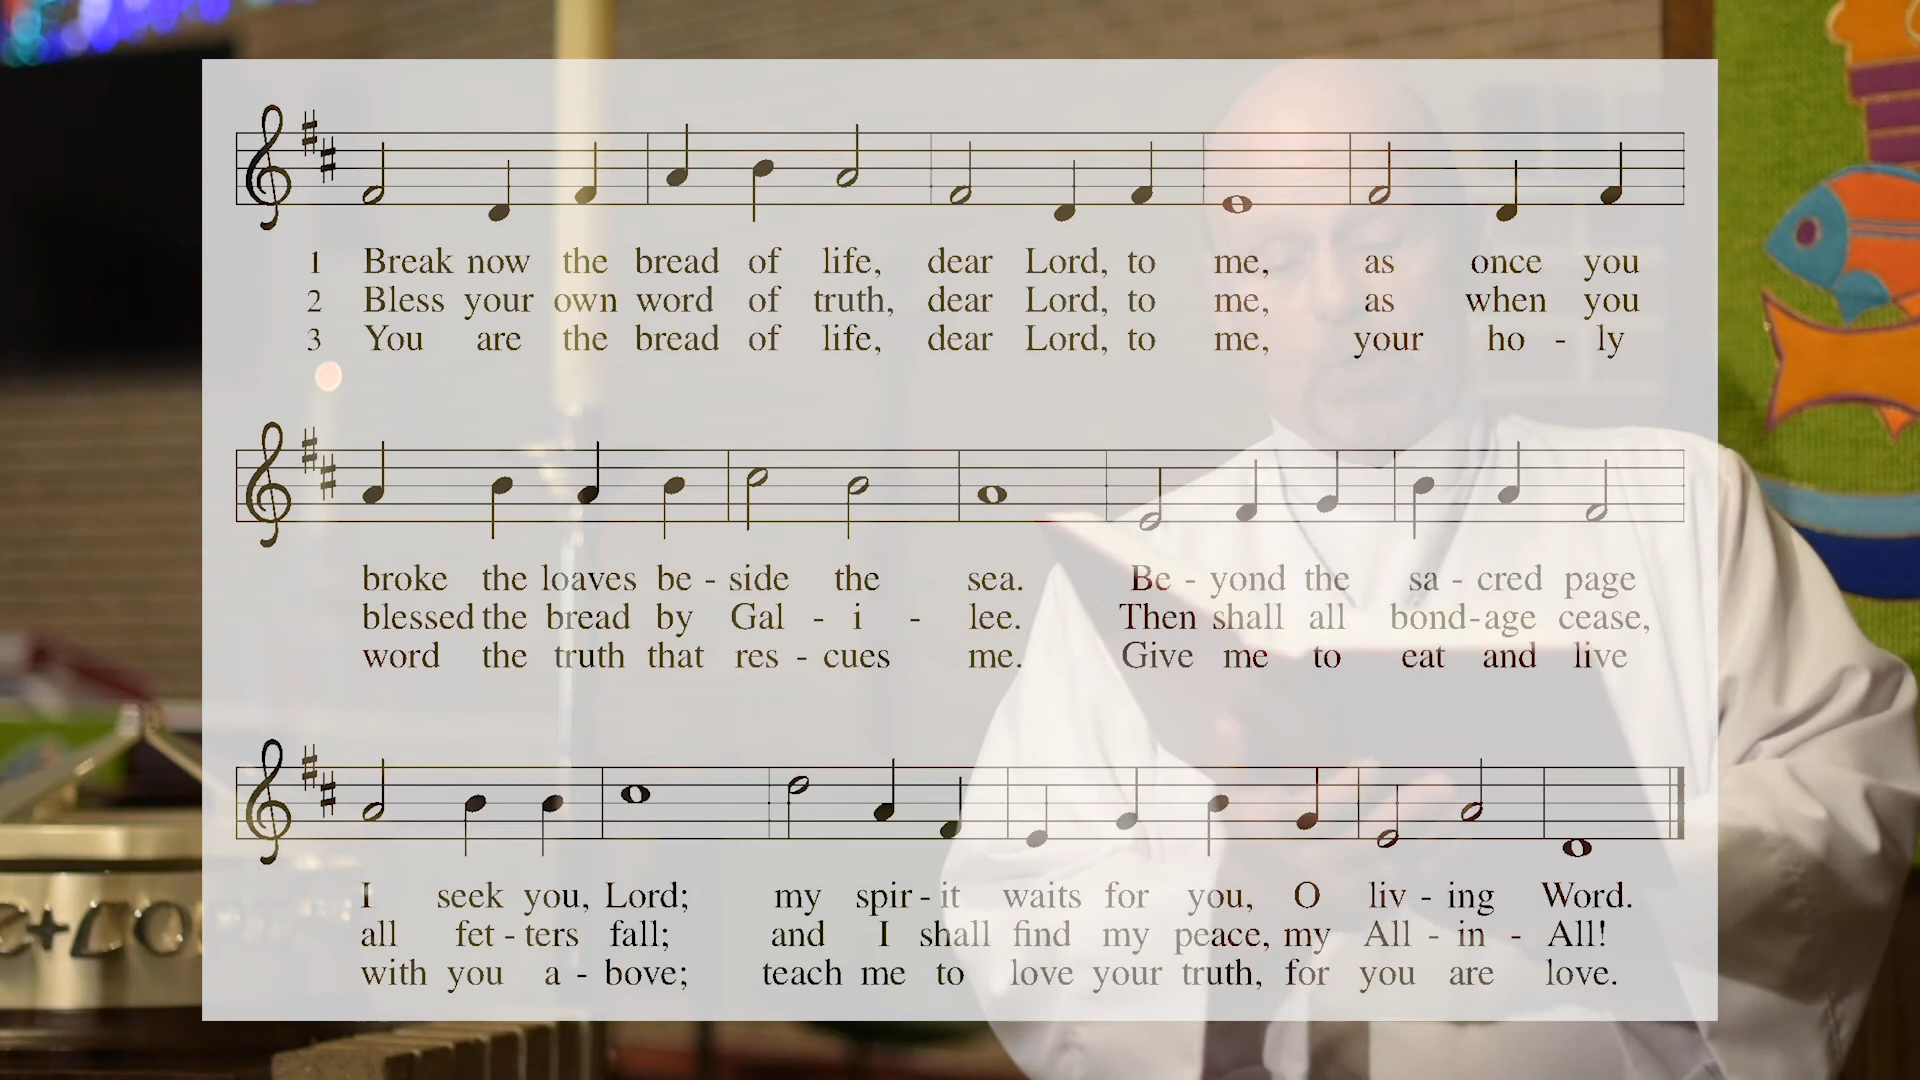 1 Break now the bread of life, dear Lord, to me, as once you
2 Bless your own word of truth, dear Lord, to me, as when you
3 You are the bread of life, dear Lord, to me, your ho - ly
broke the loaves be - side the sea. Be - yond the sa - cred page
blessed the bread by Gal - i - lee. Then shall all bond - age cease,
word the truth that res - cues me. Give me to eat and live
I seek you, Lord; my spir - it waits for you, O liv - ing Word.
all fet - ters fall; and I shall find my peace, my All - in - All!
with you a - bove; teach me to love your truth, for you are love.